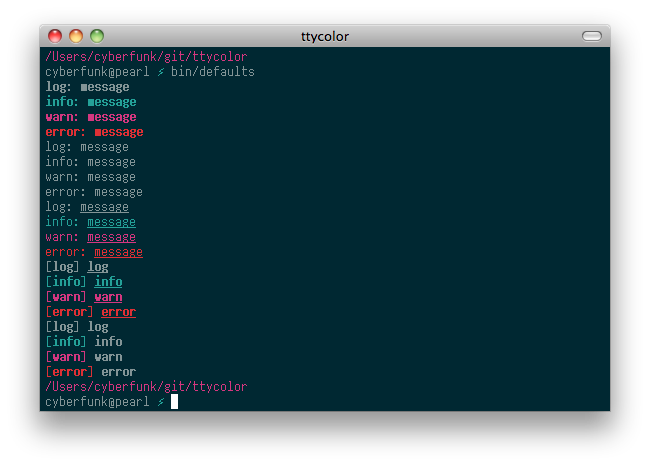 ttycolor
/Users/cyberfunk/git/ttycolor
cyberfunk@pearl ⚡ bin/defaults
log: message
info: message
warn: message
error: message
log: message
info: message
warn: message
error: message
log: message
info: message
warn: message
error: message
[log] log
[info] info
[warn] warn
[error] error
[log] log
[info] info
[warn] warn
[error] error
/Users/cyberfunk/git/ttycolor
cyberfunk@pearl ⚡